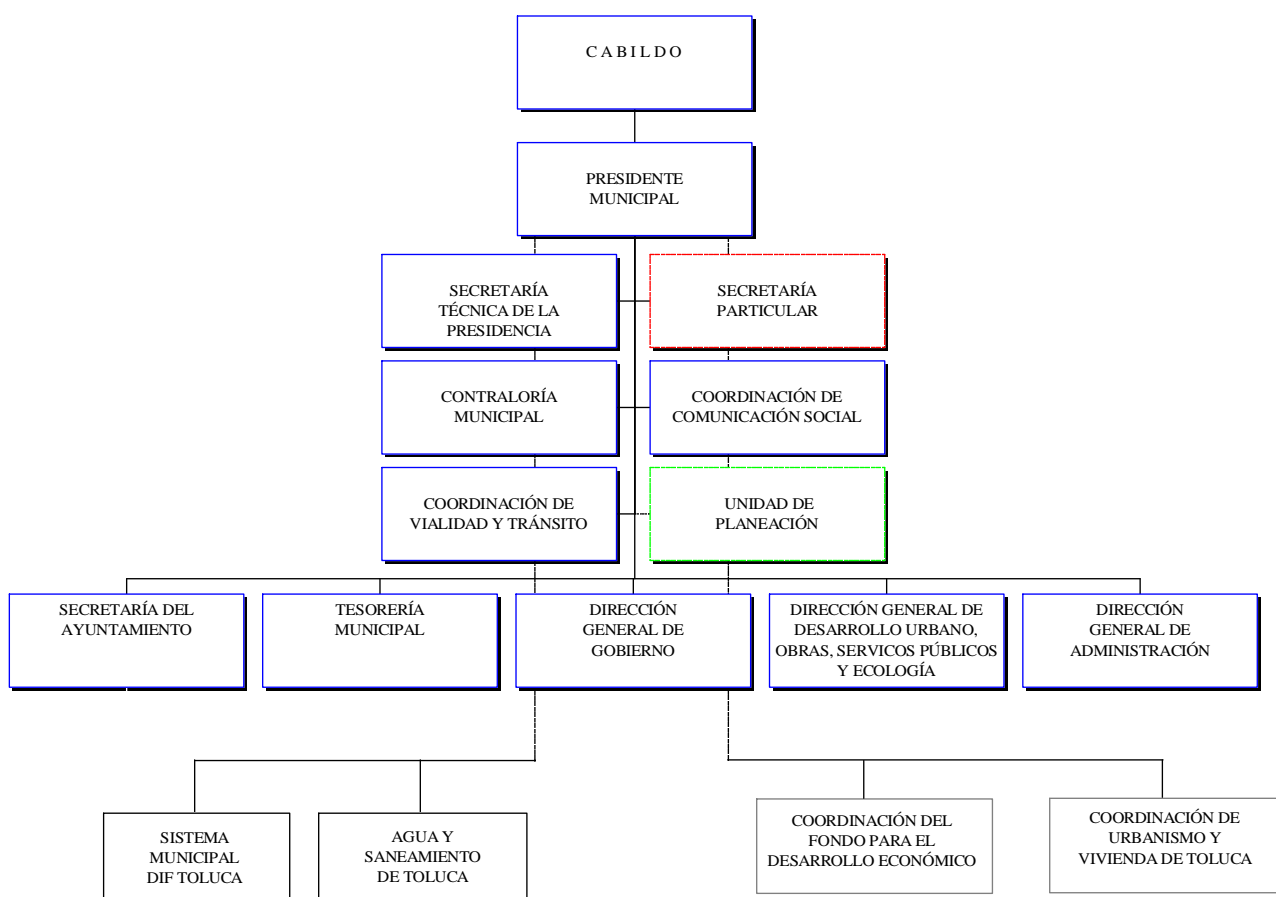 C A B I L D O
PRESIDENTE
MUNICIPAL
SECRETARÍA
TÉCNICA DE LA
PRESIDENCIA
SECRETARÍA
PARTICULAR
CONTRALORÍA
MUNICIPAL
COORDINACIÓN DE
COMUNICACIÓN SOCIAL
COORDINACIÓN DE
VIALIDAD Y TRÁNSITO
UNIDAD DE
PLANEACIÓN
SECRETARÍA DEL
AYUNTAMIENTO
TESORERÍA
MUNICIPAL
DIRECCIÓN
GENERAL DE
GOBIERNO
DIRECCIÓN GENERAL DE
DESARROLLO URBANO,
OBRAS, SERVICOS PÚBLICOS
Y ECOLOGÍA
DIRECCIÓN
GENERAL DE
ADMINISTRACIÓN
SISTEMA
MUNICIPAL
DIF TOLUCA
AGUA Y
SANEAMIENTO
DE TOLUCA
COORDINACIÓN DEL
FONDO PARA EL
DESARROLLO ECONÓMICO
COORDINACIÓN DE
URBANISMO Y
VIVIENDA DE TOLUCA